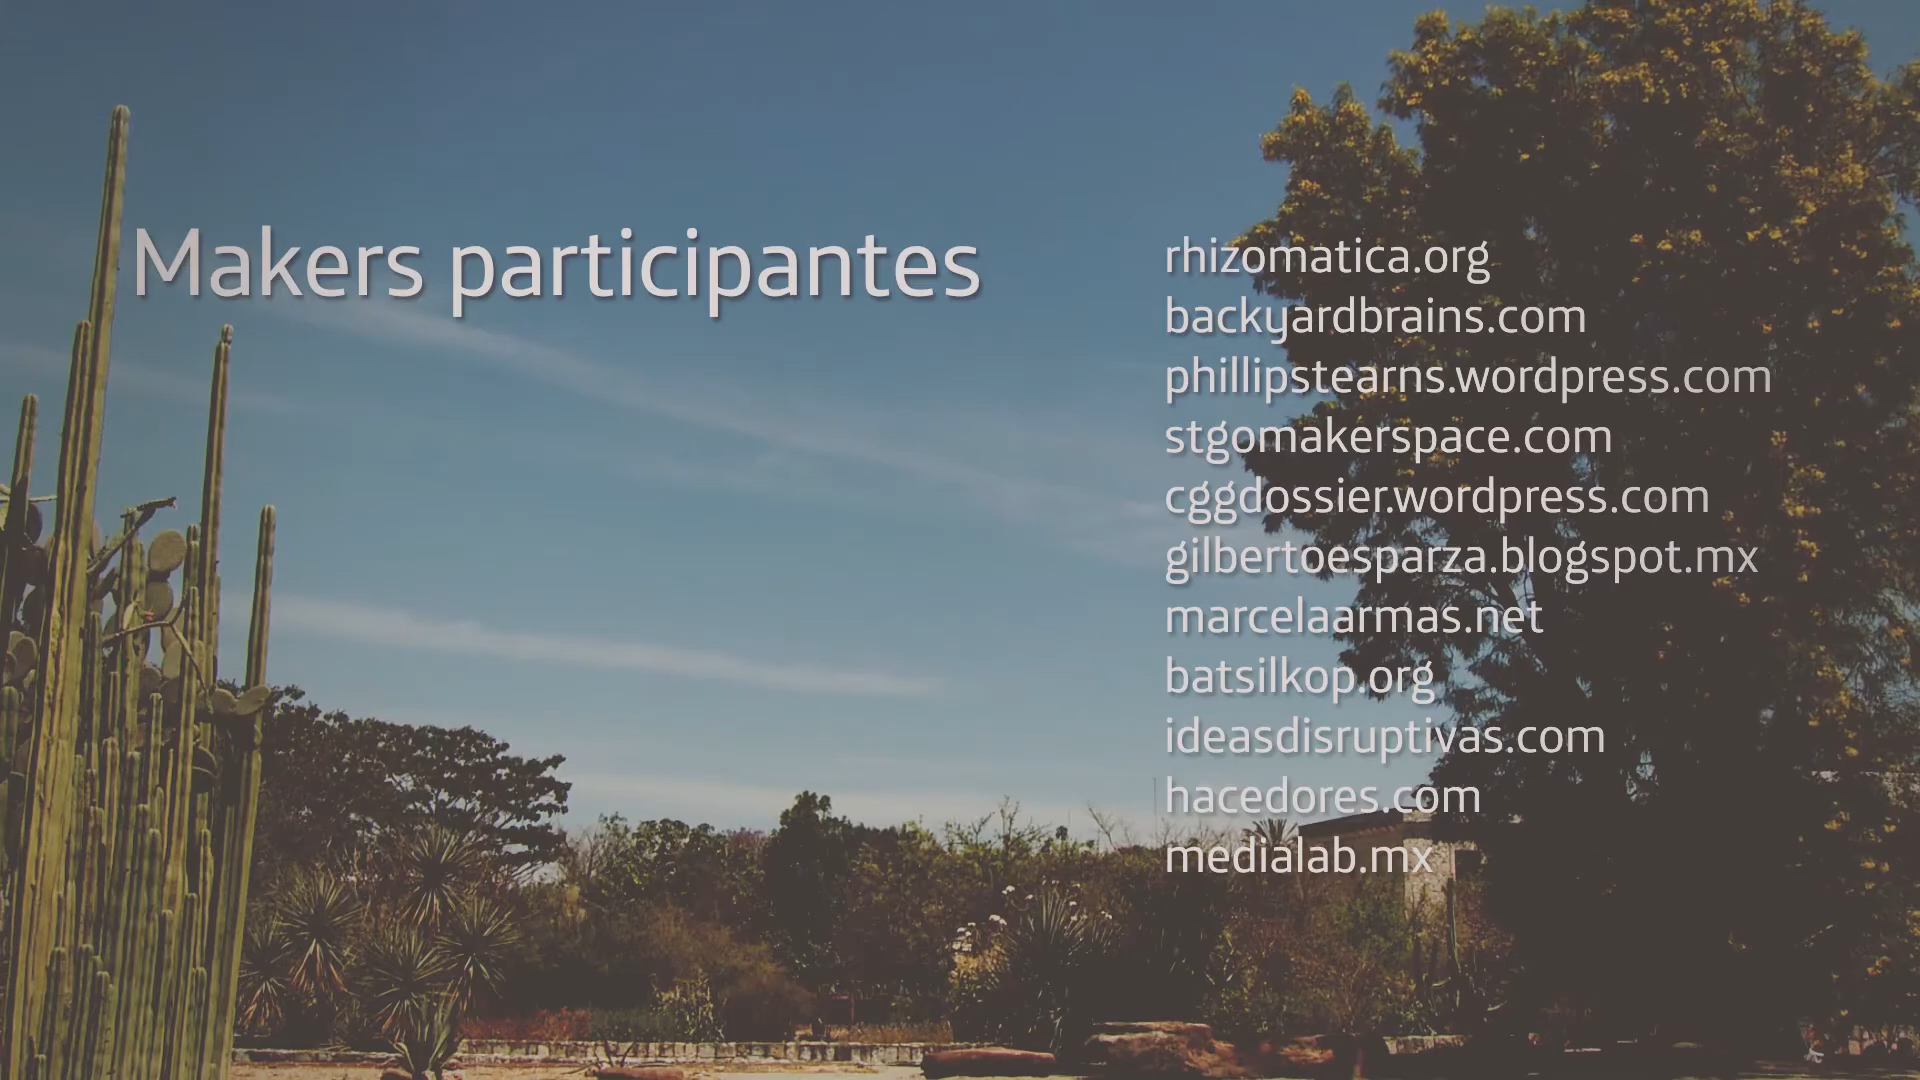 Makers participantes
rhizomatica.org
backyardbrains.com
phillipstearns.wordpress.com
stgomakerspace.com
cggdossier.wordpress.com
gilbertoesparza.blogspot.mx
marcelaarmas.net
batsilkop.org
ideasdisruptivas.com
hacedores.com
medialab.mx